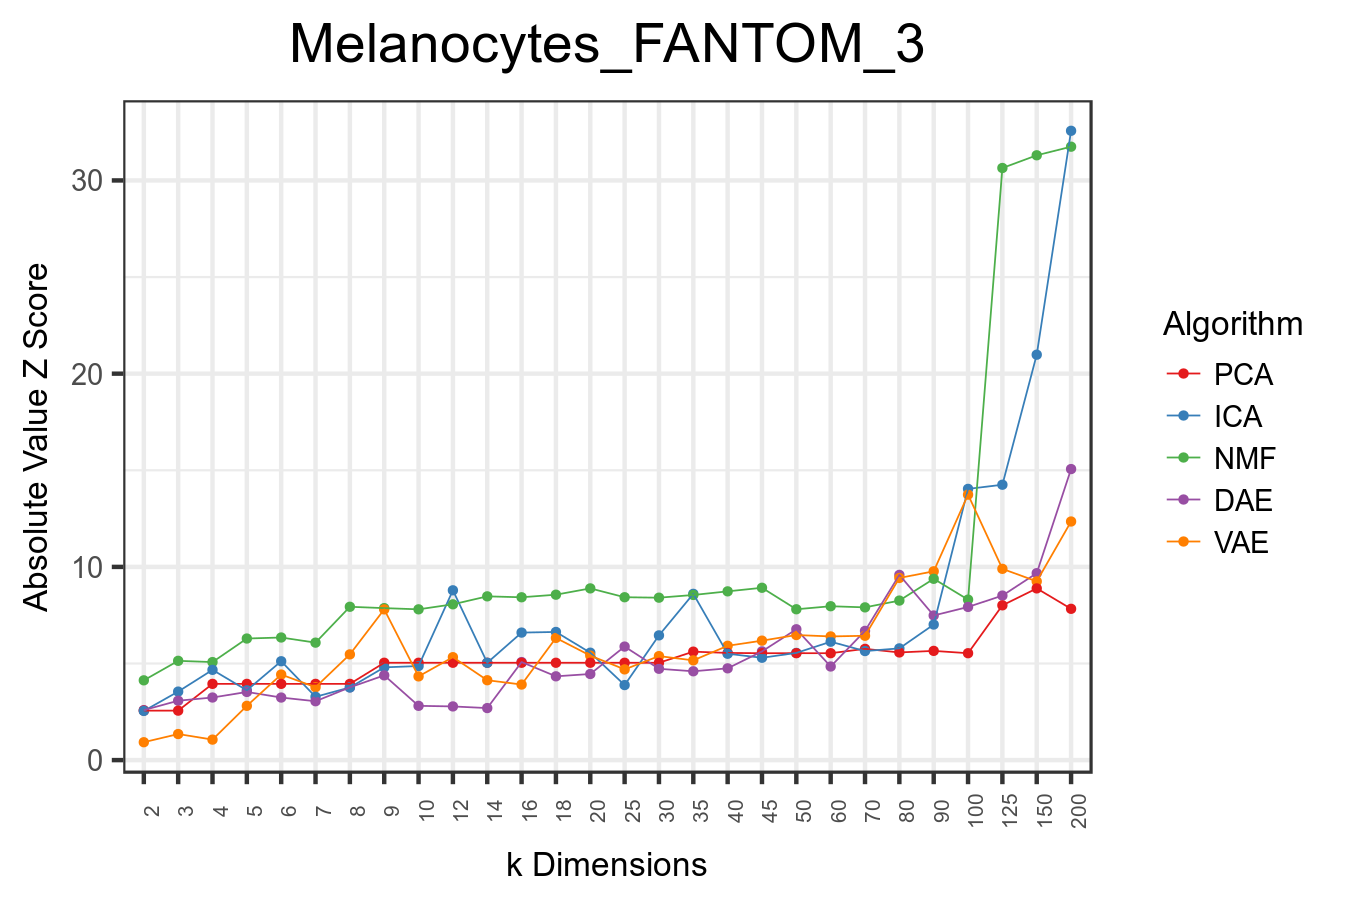 Melanocytes_FANTOM_3
Absolute Value Z Score
30
20
10
0
2 3 4 5 6 7 8 9 10 12 14 16 18 20 25 30 35 40 45 50 60 70 80 90 100 125 150 200
k Dimensions
Algorithm
PCA
ICA
NMF
DAE
VAE